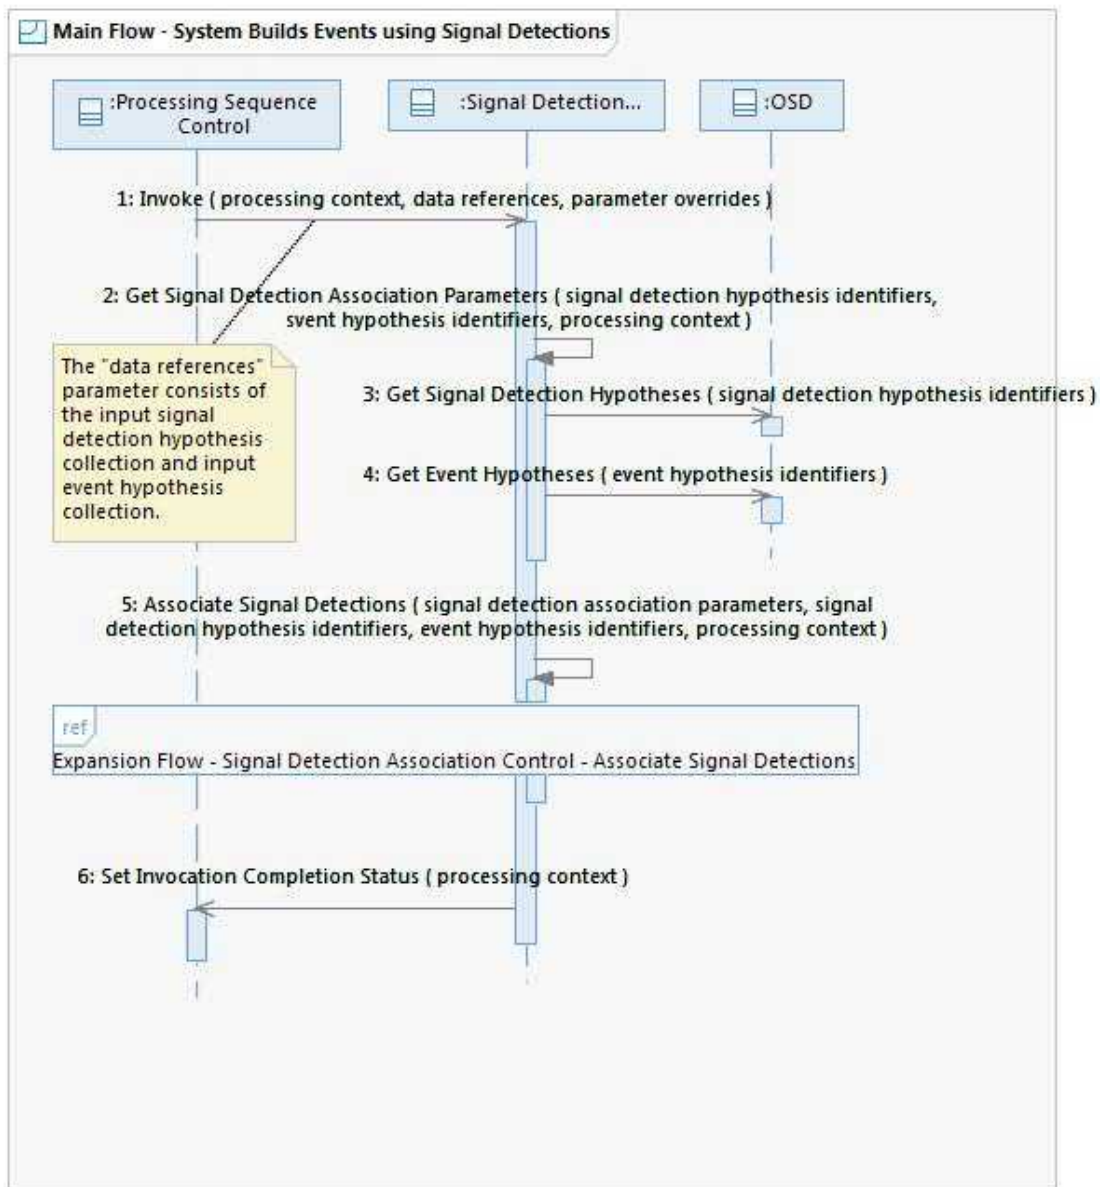 Main Flow - System Builds Events using Signal Detections
:Processing Sequence
Control
:Signal Detection...
:OSD
1: Invoke ( processing context, data references, parameter overrides )
2: Get Signal Detection Association Parameters ( signal detection hypothesis identifiers,
svent hypothesis identifiers, processing context )
The "data references"
parameter consists of
the input signal
detection hypothesis
collection and input
event hypothesis
collection.
3: Get Signal Detection Hypotheses ( signal detection hypothesis identifiers )
4: Get Event Hypotheses ( event hypothesis identifiers )
5: Associate Signal Detections ( signal detection association parameters, signal
detection hypothesis identifiers, event hypothesis identifiers, processing context )
ref
Expansion Flow - Signal Detection Association Control - Associate Signal Detections
6: Set Invocation Completion Status ( processing context )